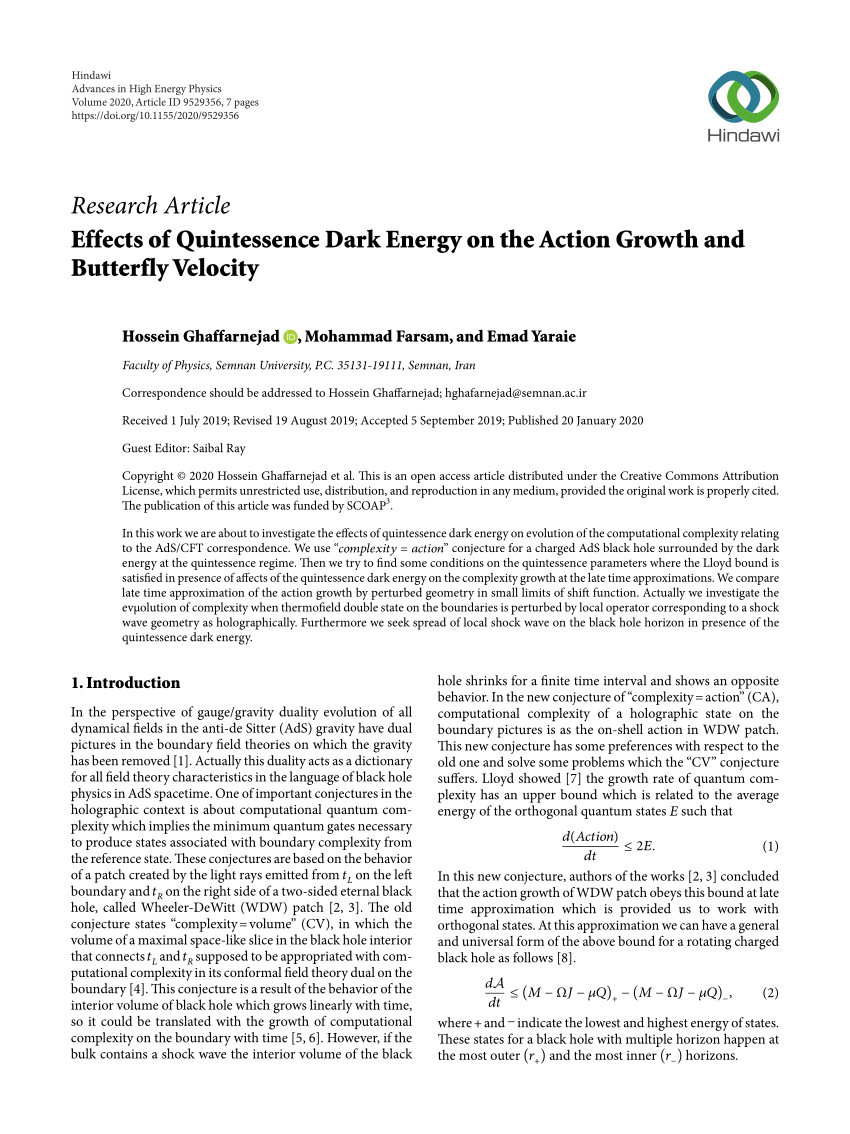 Hindawi
Advances in High Energy Physics
Volume 2020, Article ID 9529356, 7 pages
https://doi.org/10.1155/2020/9529356
Hindawi
Research Article
Effects of Quintessence Dark Energy on the Action Growth and
Butterfly Velocity
Hossein Ghaffarnejad iD, Mohammad Farsam, and Emad Yaraie
Faculty of Physics, Semnan University, P.C. 35131-19111, Semnan, Iran
Correspondence should be addressed to Hossein Ghaffarnejad; hghafarnejad@semnan.ac.ir
Received 1 July 2019; Revised 19 August 2019; Accepted 5 September 2019; Published 20 January 2020
Guest Editor: Saibal Ray
Copyright © 2020 Hossein Ghaffarnejad et al. This is an open access article distributed under the Creative Commons Attribution
License, which permits unrestricted use, distribution, and reproduction in any medium, provided the original work is properly cited.
The publication of this article was funded by SCOAP³.
In this work we are about to investigate the effects of quintessence dark energy on evolution of the computational complexity relating
to the AdS/CFT correspondence. We use “complexity = action” conjecture for a charged AdS black hole surrounded by the dark
energy at the quintessence regime. Then we try to find some conditions on the quintessence parameters where the Lloyd bound is
satisfied in presence of affects of the quintessence dark energy on the complexity growth at the late time approximations. We compare
late time approximation of the action growth by perturbed geometry in small limits of shift function. Actually we investigate the
evμolution of complexity when thermofield double state on the boundaries is perturbed by local operator corresponding to a shock
wave geometry as holographically. Furthermore we seek spread of local shock wave on the black hole horizon in presence of the
quintessence dark energy.
1. Introduction
In the perspective of gauge/gravity duality evolution of all
dynamical fields in the anti-de Sitter (AdS) gravity have dual
pictures in the boundary field theories on which the gravity
has been removed [1]. Actually this duality acts as a dictionary
for all field theory characteristics in the language of black hole
physics in AdS spacetime. One of important conjectures in the
holographic context is about computational quantum com-
plexity which implies the minimum quantum gates necessary
to produce states associated with boundary complexity from
the reference state. These conjectures are based on the behavior
of a patch created by the light rays emitted from t_L on the left
boundary and t_R on the right side of a two-sided eternal black
hole, called Wheeler-DeWitt (WDW) patch [2, 3]. The old
conjecture states “complexity = volume” (CV), in which the
volume of a maximal space-like slice in the black hole interior
that connects t_L and t_R supposed to be appropriated with com-
putational complexity in its conformal field theory dual on the
boundary [4]. This conjecture is a result of the behavior of the
interior volume of black hole which grows linearly with time,
so it could be translated with the growth of computational
complexity on the boundary with time [5, 6]. However, if the
bulk contains a shock wave the interior volume of the black
hole shrinks for a finite time interval and shows an opposite
behavior. In the new conjecture of “complexity = action” (CA),
computational complexity of a holographic state on the
boundary pictures is as the on-shell action in WDW patch.
This new conjecture has some preferences with respect to the
old one and solve some problems which the “CV” conjecture
suffers. Lloyd showed [7] the growth rate of quantum com-
plexity has an upper bound which is related to the average
energy of the orthogonal quantum states E such that
d(Action)/dt ≤ 2E. (1)
In this new conjecture, authors of the works [2, 3] concluded
that the action growth of WDW patch obeys this bound at late
time approximation which is provided us to work with
orthogonal states. At this approximation we can have a general
and universal form of the above bound for a rotating charged
black hole as follows [8].
dA/dt ≤ (M − ΩJ − μQ)₊ − (M − ΩJ − μQ)₋, (2)
where + and − indicate the lowest and highest energy of states.
These states for a black hole with multiple horizon happen at
the most outer (r₊) and the most inner (r₋) horizons.